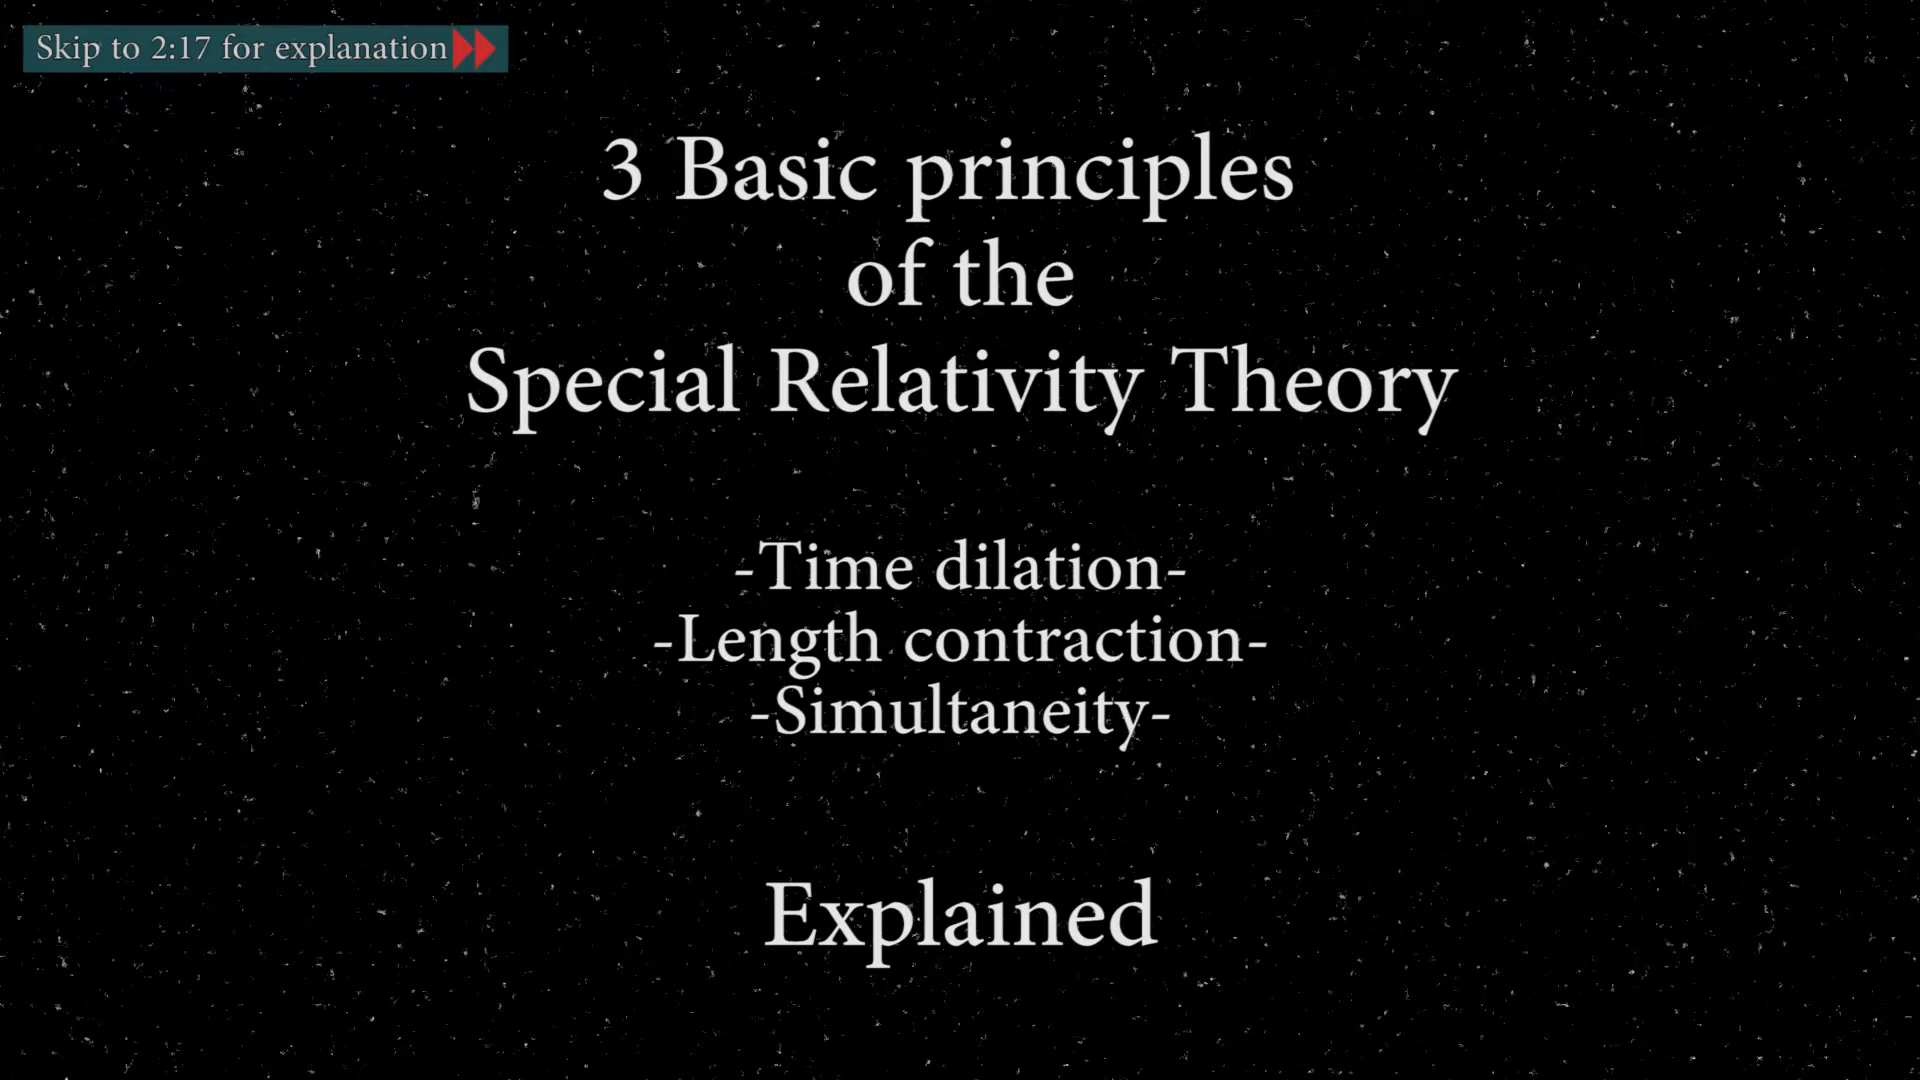 Skip to 2:17 for explanation
3 Basic principles
of the
Special Relativity Theory
-Time dilation-
-Length contraction-
-Simultaneity-
Explained